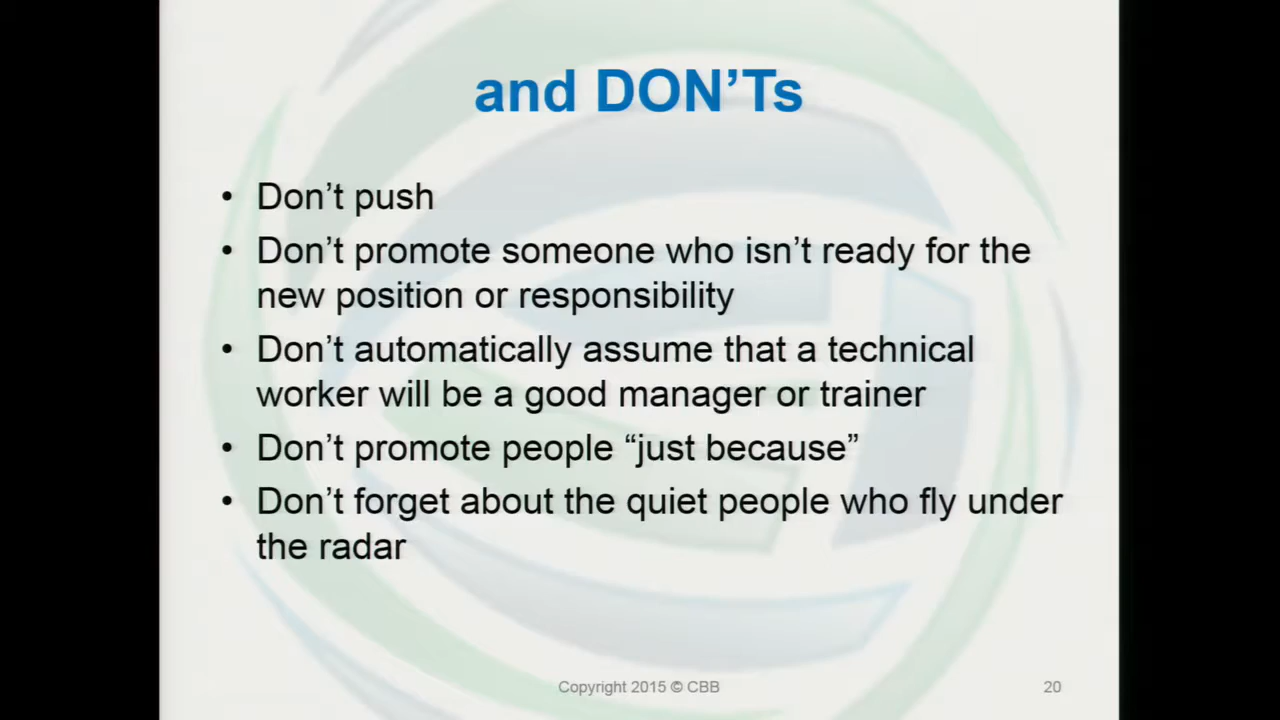 and DON’Ts
• Don’t push
• Don’t promote someone who isn’t ready for the
new position or responsibility
• Don’t automatically assume that a technical
worker will be a good manager or trainer
• Don’t promote people “just because”
• Don’t forget about the quiet people who fly under
the radar
Copyright 2015 © CBB
20